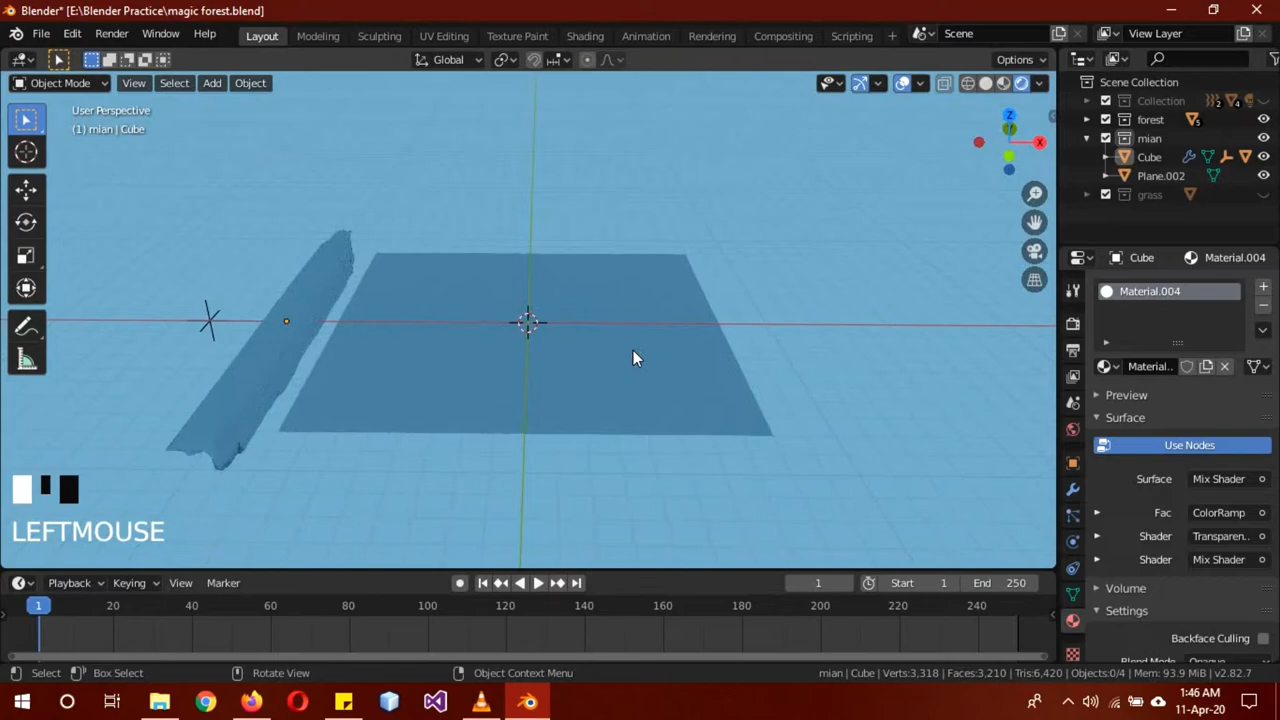 Blender* [E:\Blender Practice\magic forest.blend]
File Edit Render Window Help Layout Modeling Sculpting UV Editing Texture Paint Shading Animation Rendering Compositing Scripting Scene View Layer
Global Options
Object Mode View Select Add Object
Scene Collection
Collection 2 4
forest 5
mian
Cube
Plane.002
grass
User Perspective
(1) mian | Cube
Z
X
Cube Material.004
Material.004
Material..
Preview
Surface
Use Nodes
Surface Mix Shader
Fac ColorRamp
Shader Transparen..
Shader Mix Shader
Volume
Settings
Backface Culling
LEFTMOUSE
Playback Keying View Marker 1 Start 1 End 250
1 20 40 60 80 100 120 140 160 180 200 220 240
Select Box Select Rotate View Object Context Menu mian | Cube | Verts:3,318 | Faces:3,210 | Tris:6,420 | Objects:0/4 | Mem: 93.9 MiB | v2.82.7
1:46 AM
11-Apr-20